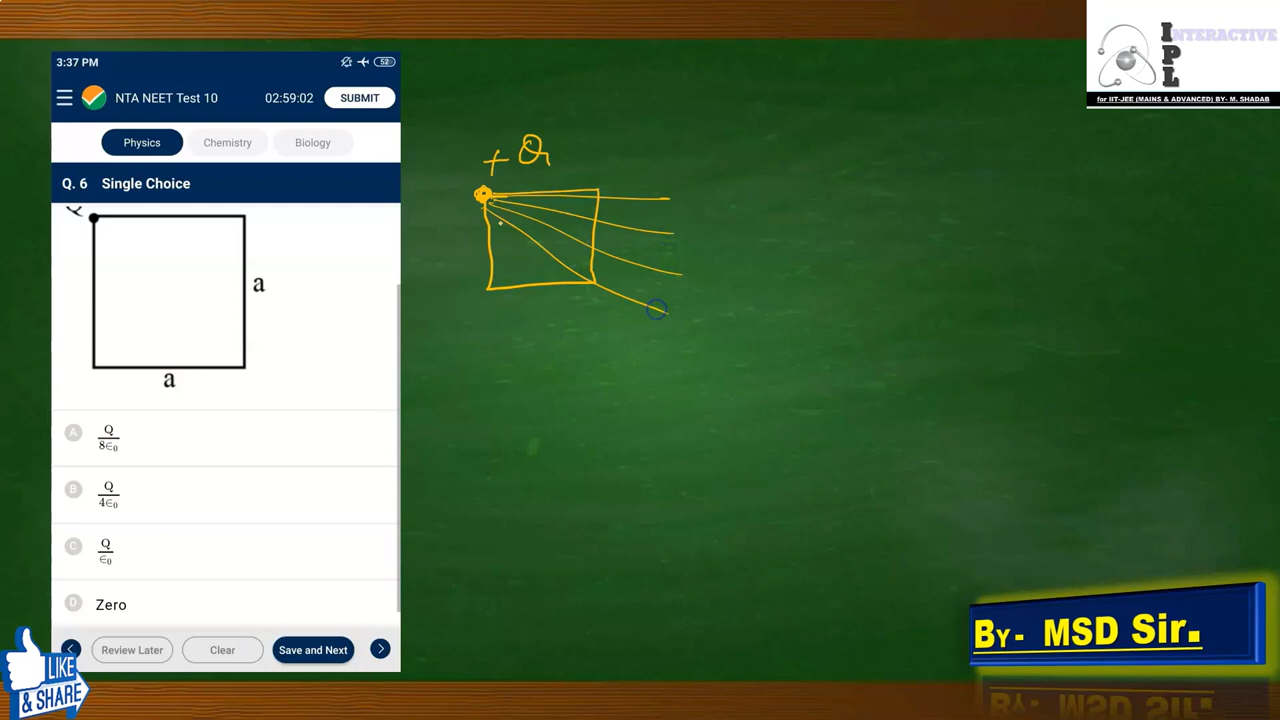 3:37 PM
52
NTA NEET Test 10
02:59:02
SUBMIT
Physics
Chemistry
Biology
Q. 6 Single Choice
Q
a
a
A
Q
8∈₀
B
Q
4∈₀
C
Q
∈₀
D
Zero
Review Later
Clear
Save and Next
+ Q
INTERACTIVE
P
L
for IIT-JEE (MAINS & ADVANCED) BY- M. SHADAB
LIKE
& SHARE
BY- MSD SIR.